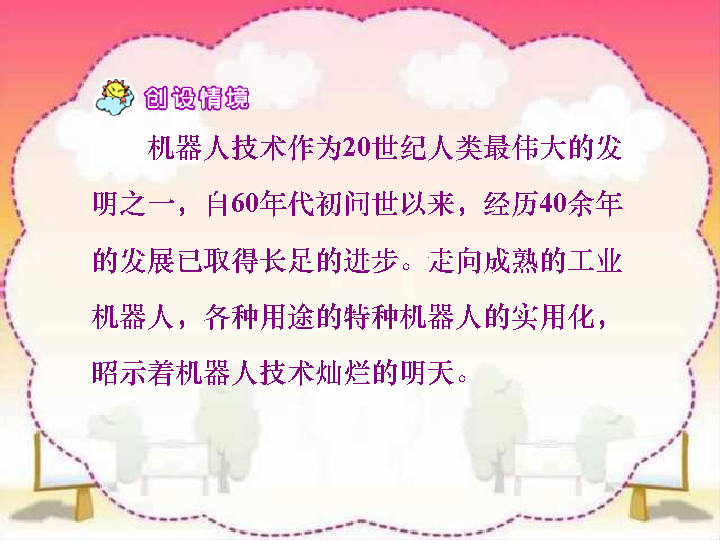 创设情境
机器人技术作为20世纪人类最伟大的发
明之一，自60年代初问世以来，经历40余年
的发展已取得长足的进步。走向成熟的工业
机器人，各种用途的特种机器人的实用化，
昭示着机器人技术灿烂的明天。